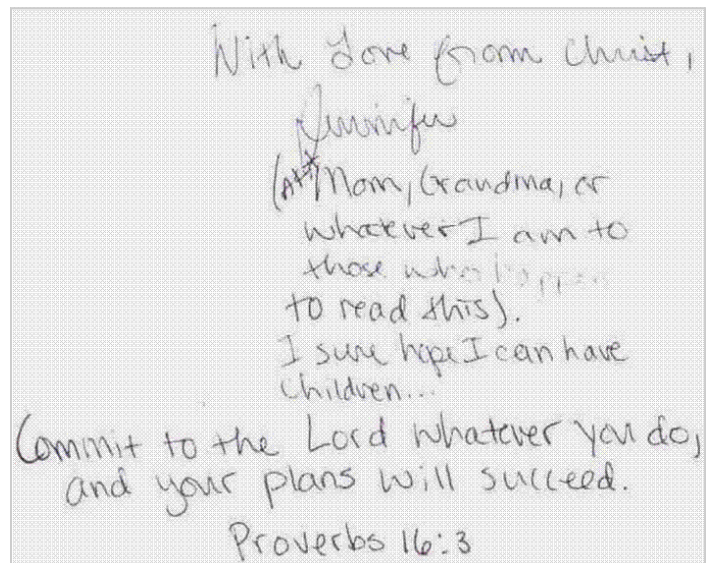 With Love from Christ,
Jennifer
Mom, Grandma, or
whatever I am to
those who happen
to read this).
I sure hope I can have
children...
Commit to the Lord whatever you do,
and your plans will succeed.
Proverbs 16:3